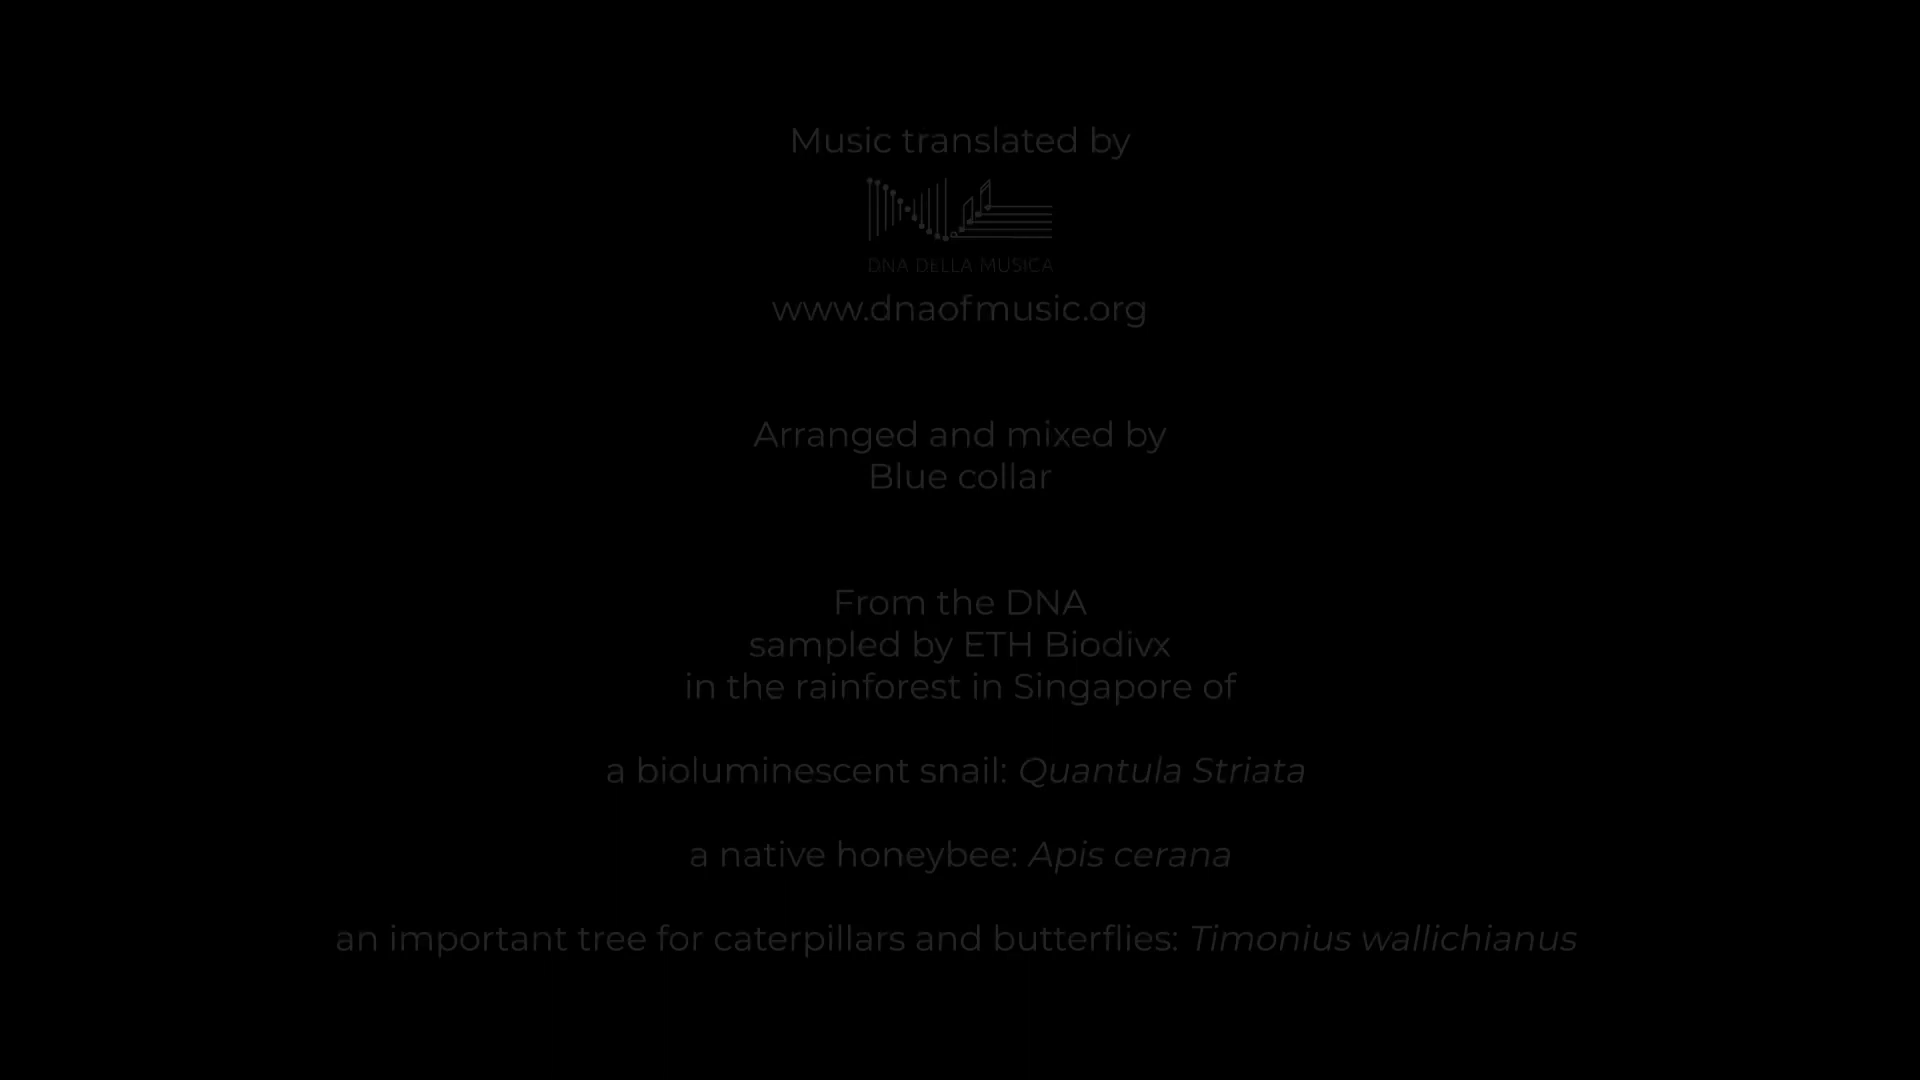 Music translated by
DNA DELLA MUSICA
www.dnaofmusic.org
Arranged and mixed by
Blue collar
From the DNA
sampled by ETH Biodivx
in the rainforest in Singapore of
a bioluminescent snail: Quantula Striata
a native honeybee: Apis cerana
an important tree for caterpillars and butterflies: Timonius wallichianus